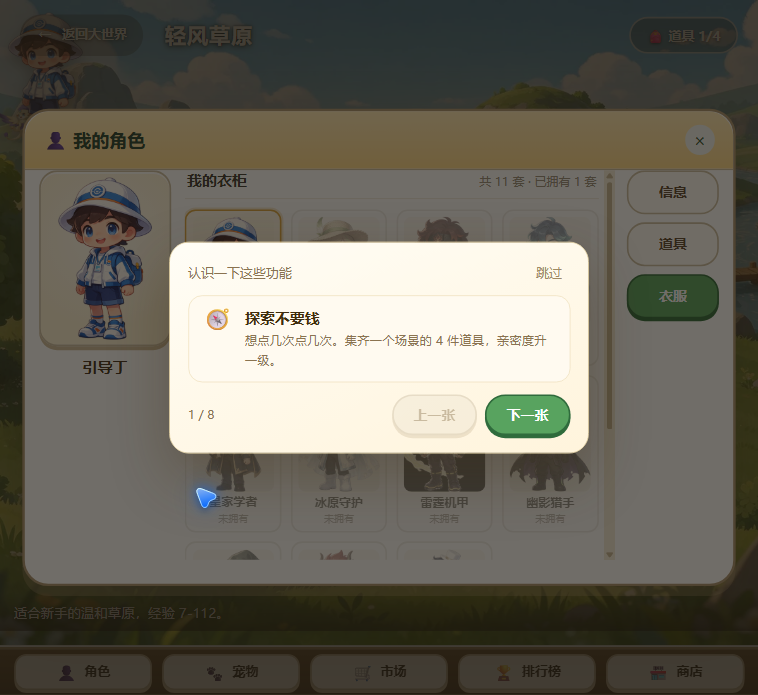 返回大世界
轻风草原
道具 1/4
我的角色
×
我的衣柜
共 11 套 · 已拥有 1 套
信息
道具
衣服
引导丁
认识一下这些功能
跳过
探索不要钱
想点几次点几次。集齐一个场景的 4 件道具，亲密度升
一级。
1 / 8
上一张
下一张
皇家学者
冰原守护
雷霆机甲
幽影猎手
未拥有
未拥有
未拥有
未拥有
适合新手的温和草原，经验 7-112。
角色
宠物
市场
排行榜
商店